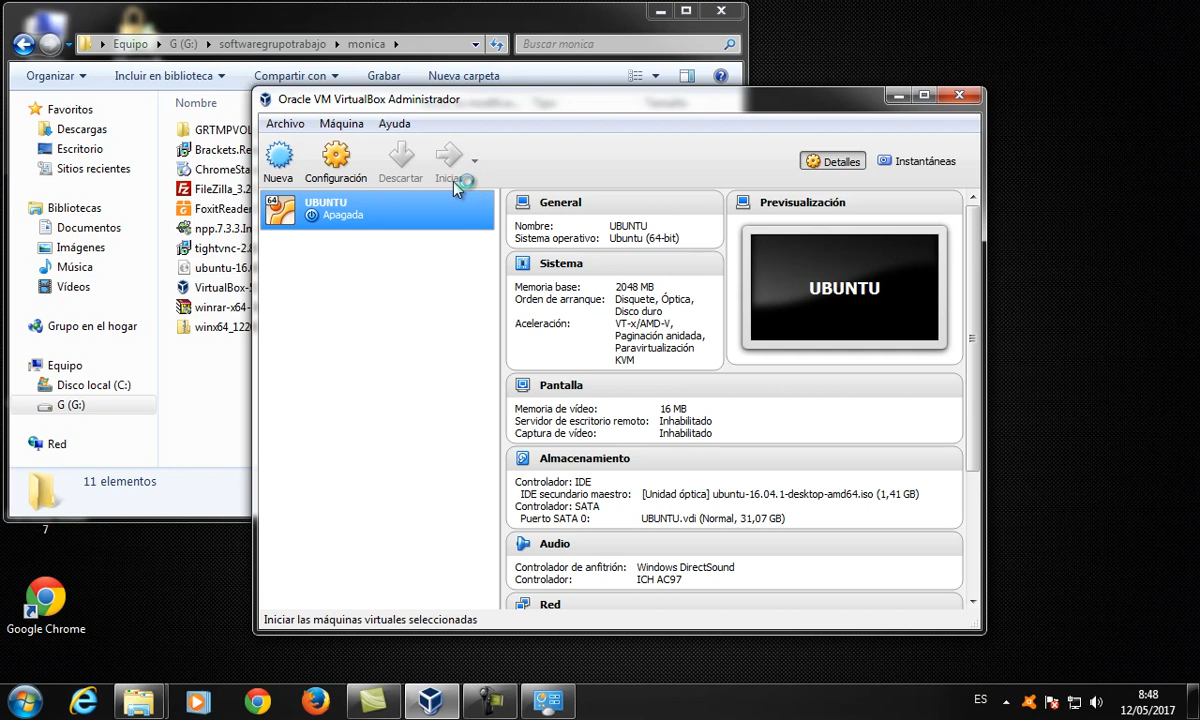 Equipo
G (G:)
softwaregrupotrabajo
monica
Buscar monica
Organizar
Incluir en biblioteca
Compartir con
Grabar
Nueva carpeta
Favoritos
Descargas
Escritorio
Sitios recientes
Bibliotecas
Documentos
Imágenes
Música
Vídeos
Grupo en el hogar
Equipo
Disco local (C:)
G (G:)
Red
Nombre
GRTMPVOL
Brackets.Re
ChromeSta
FileZilla_3.2
FoxitReader
npp.7.3.3.In
tightvnc-2.8
ubuntu-16.
VirtualBox-5
winrar-x64-
winx64_122
11 elementos
Oracle VM VirtualBox Administrador
Archivo
Máquina
Ayuda
Nueva
Configuración
Descartar
Iniciar
Detalles
Instantáneas
64
UBUNTU
Apagada
General
Nombre: UBUNTU
Sistema operativo: Ubuntu (64-bit)
Sistema
Memoria base: 2048 MB
Orden de arranque: Disquete, Óptica,
Disco duro
Aceleración: VT-x/AMD-V,
Paginación anidada,
Paravirtualización
KVM
Previsualización
UBUNTU
Pantalla
Memoria de vídeo: 16 MB
Servidor de escritorio remoto: Inhabilitado
Captura de vídeo: Inhabilitado
Almacenamiento
Controlador: IDE
IDE secundario maestro: [Unidad óptica] ubuntu-16.04.1-desktop-amd64.iso (1,41 GB)
Controlador: SATA
Puerto SATA 0: UBUNTU.vdi (Normal, 31,07 GB)
Audio
Controlador de anfitrión: Windows DirectSound
Controlador: ICH AC97
Red
Iniciar las máquinas virtuales seleccionadas
7
Google Chrome
ES
8:48
12/05/2017